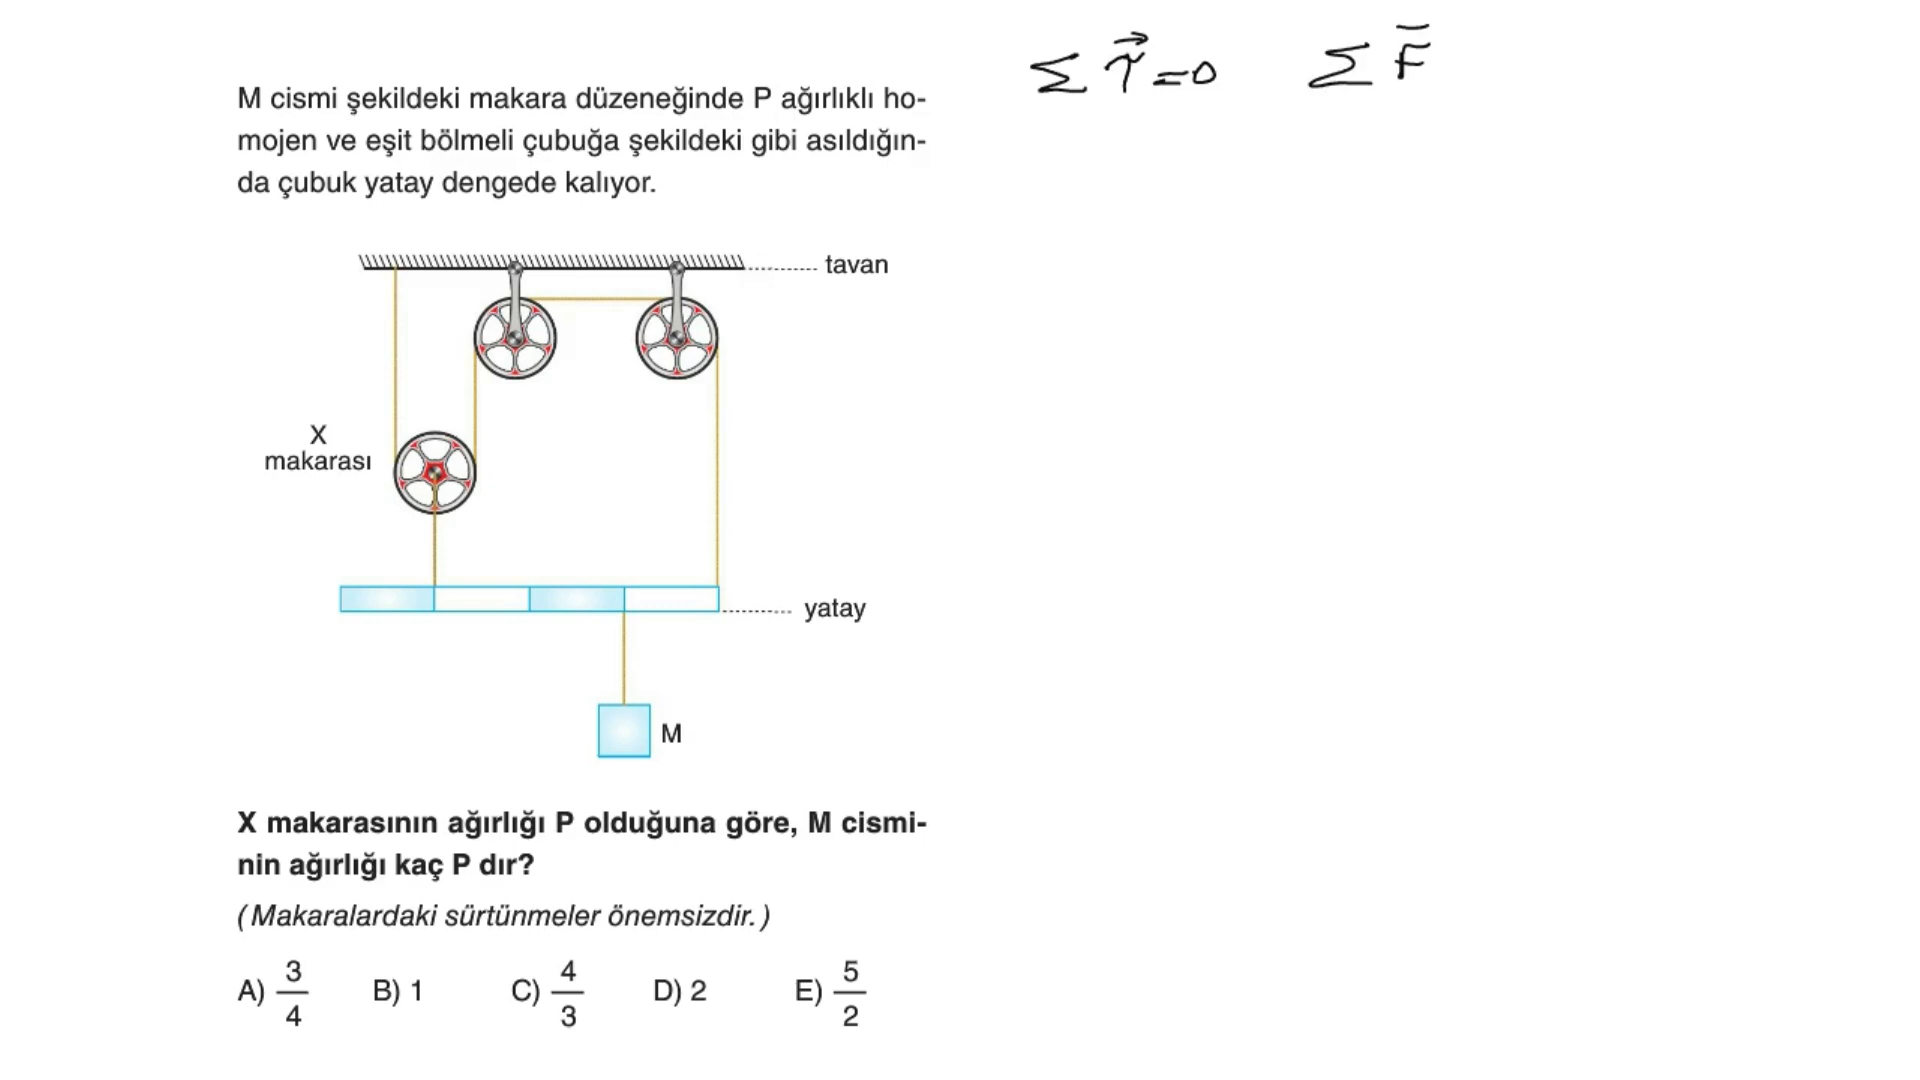 M cismi şekildeki makara düzeneğinde P ağırlıklı ho-
mojen ve eşit bölmeli çubuğa şekildeki gibi asıldığın-
da çubuk yatay dengede kalıyor.
Σ τ⃗ = 0 Σ F̄
tavan
X
makarası
yatay
M
X makarasının ağırlığı P olduğuna göre, M cismi-
nin ağırlığı kaç P dır?
(Makaralardaki sürtünmeler önemsizdir.)
A) 3/4 B) 1 C) 4/3 D) 2 E) 5/2